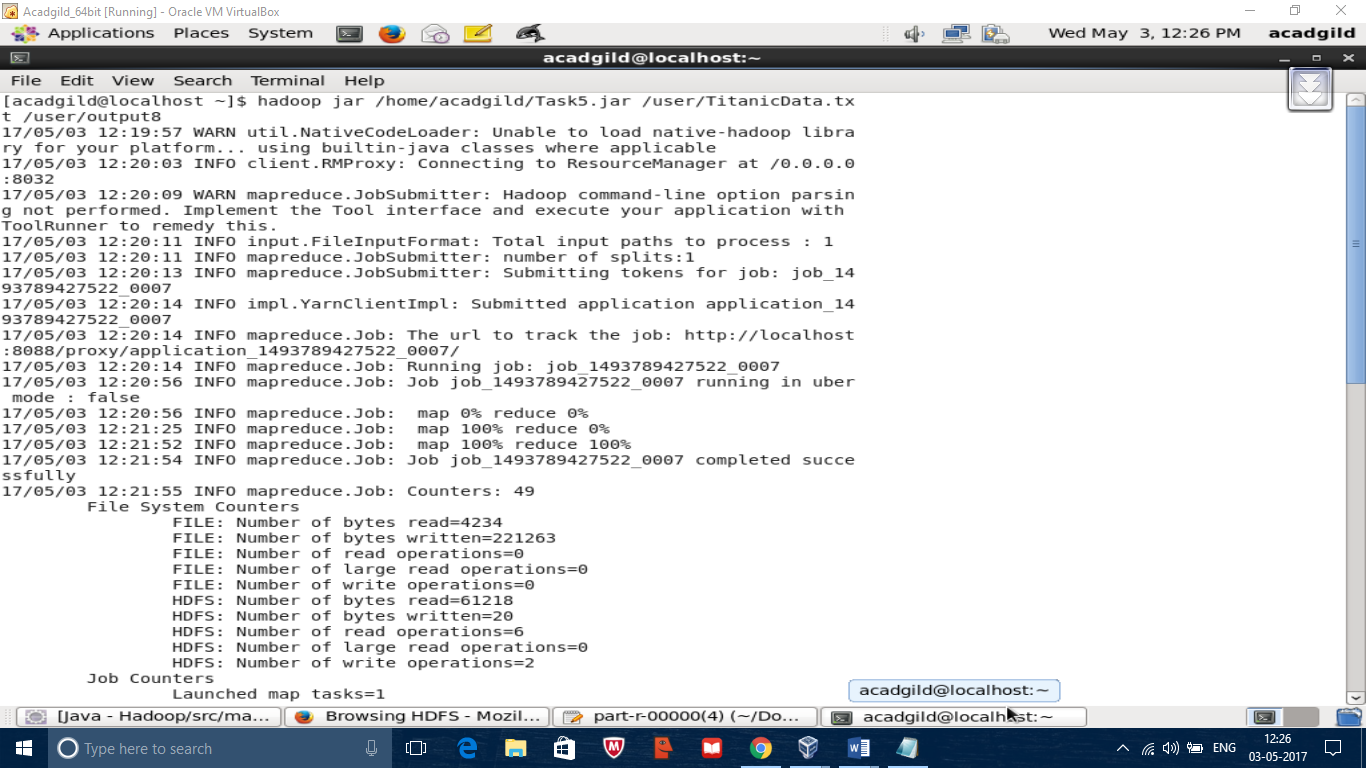 Acadgild_64bit [Running] - Oracle VM VirtualBox
Applications Places System Wed May 3, 12:26 PM acadgild
acadgild@localhost:~
File Edit View Search Terminal Help
[acadgild@localhost ~]$ hadoop jar /home/acadgild/Task5.jar /user/TitanicData.tx
t /user/output8
17/05/03 12:19:57 WARN util.NativeCodeLoader: Unable to load native-hadoop libra
ry for your platform... using builtin-java classes where applicable
17/05/03 12:20:03 INFO client.RMProxy: Connecting to ResourceManager at /0.0.0.0
:8032
17/05/03 12:20:09 WARN mapreduce.JobSubmitter: Hadoop command-line option parsin
g not performed. Implement the Tool interface and execute your application with
ToolRunner to remedy this.
17/05/03 12:20:11 INFO input.FileInputFormat: Total input paths to process : 1
17/05/03 12:20:11 INFO mapreduce.JobSubmitter: number of splits:1
17/05/03 12:20:13 INFO mapreduce.JobSubmitter: Submitting tokens for job: job_14
93789427522_0007
17/05/03 12:20:14 INFO impl.YarnClientImpl: Submitted application application_14
93789427522_0007
17/05/03 12:20:14 INFO mapreduce.Job: The url to track the job: http://localhost
:8088/proxy/application_1493789427522_0007/
17/05/03 12:20:14 INFO mapreduce.Job: Running job: job_1493789427522_0007
17/05/03 12:20:56 INFO mapreduce.Job: Job job_1493789427522_0007 running in uber
 mode : false
17/05/03 12:20:56 INFO mapreduce.Job:  map 0% reduce 0%
17/05/03 12:21:25 INFO mapreduce.Job:  map 100% reduce 0%
17/05/03 12:21:52 INFO mapreduce.Job:  map 100% reduce 100%
17/05/03 12:21:54 INFO mapreduce.Job: Job job_1493789427522_0007 completed succe
ssfully
17/05/03 12:21:55 INFO mapreduce.Job: Counters: 49
File System Counters
FILE: Number of bytes read=4234
FILE: Number of bytes written=221263
FILE: Number of read operations=0
FILE: Number of large read operations=0
FILE: Number of write operations=0
HDFS: Number of bytes read=61218
HDFS: Number of bytes written=20
HDFS: Number of read operations=6
HDFS: Number of large read operations=0
HDFS: Number of write operations=2
Job Counters
Launched map tasks=1
acadgild@localhost:~
[Java - Hadoop/src/ma... Browsing HDFS - Mozil... part-r-00000(4) (~/Do... acadgild@localhost:~
Type here to search ENG 12:26
03-05-2017